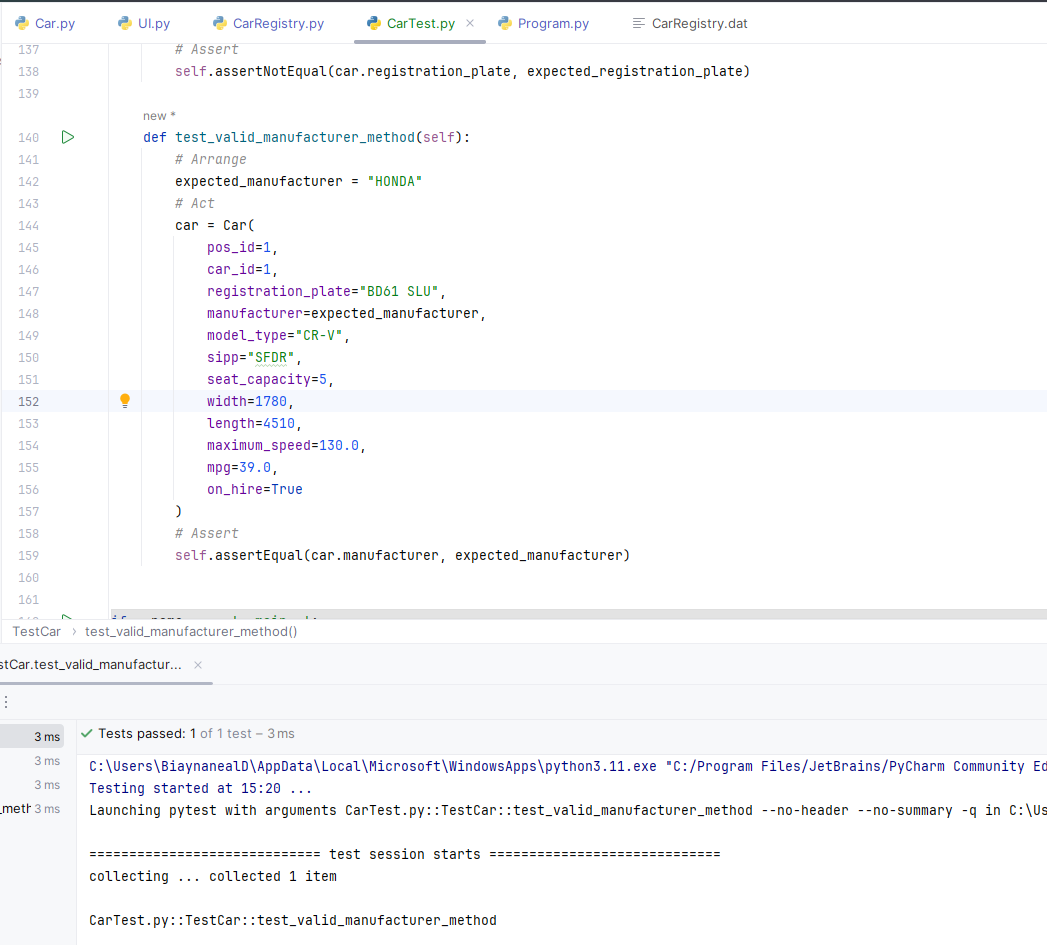 Car.py UI.py CarRegistry.py CarTest.py × Program.py CarRegistry.dat
137 # Assert
138 self.assertNotEqual(car.registration_plate, expected_registration_plate)
139
new *
140 def test_valid_manufacturer_method(self):
141 # Arrange
142 expected_manufacturer = "HONDA"
143 # Act
144 car = Car(
145 pos_id=1,
146 car_id=1,
147 registration_plate="BD61 SLU",
148 manufacturer=expected_manufacturer,
149 model_type="CR-V",
150 sipp="SFDR",
151 seat_capacity=5,
152 width=1780,
153 length=4510,
154 maximum_speed=130.0,
155 mpg=39.0,
156 on_hire=True
157 )
158 # Assert
159 self.assertEqual(car.manufacturer, expected_manufacturer)
160
161
TestCar › test_valid_manufacturer_method()
stCar.test_valid_manufactur... ×
3 ms ✓ Tests passed: 1 of 1 test – 3 ms
3 ms
3 ms
_meth 3 ms
C:\Users\BiaynanealD\AppData\Local\Microsoft\WindowsApps\python3.11.exe "C:/Program Files/JetBrains/PyCharm Community Ed
Testing started at 15:20 ...
Launching pytest with arguments CarTest.py::TestCar::test_valid_manufacturer_method --no-header --no-summary -q in C:\Us
============================= test session starts =============================
collecting ... collected 1 item
CarTest.py::TestCar::test_valid_manufacturer_method